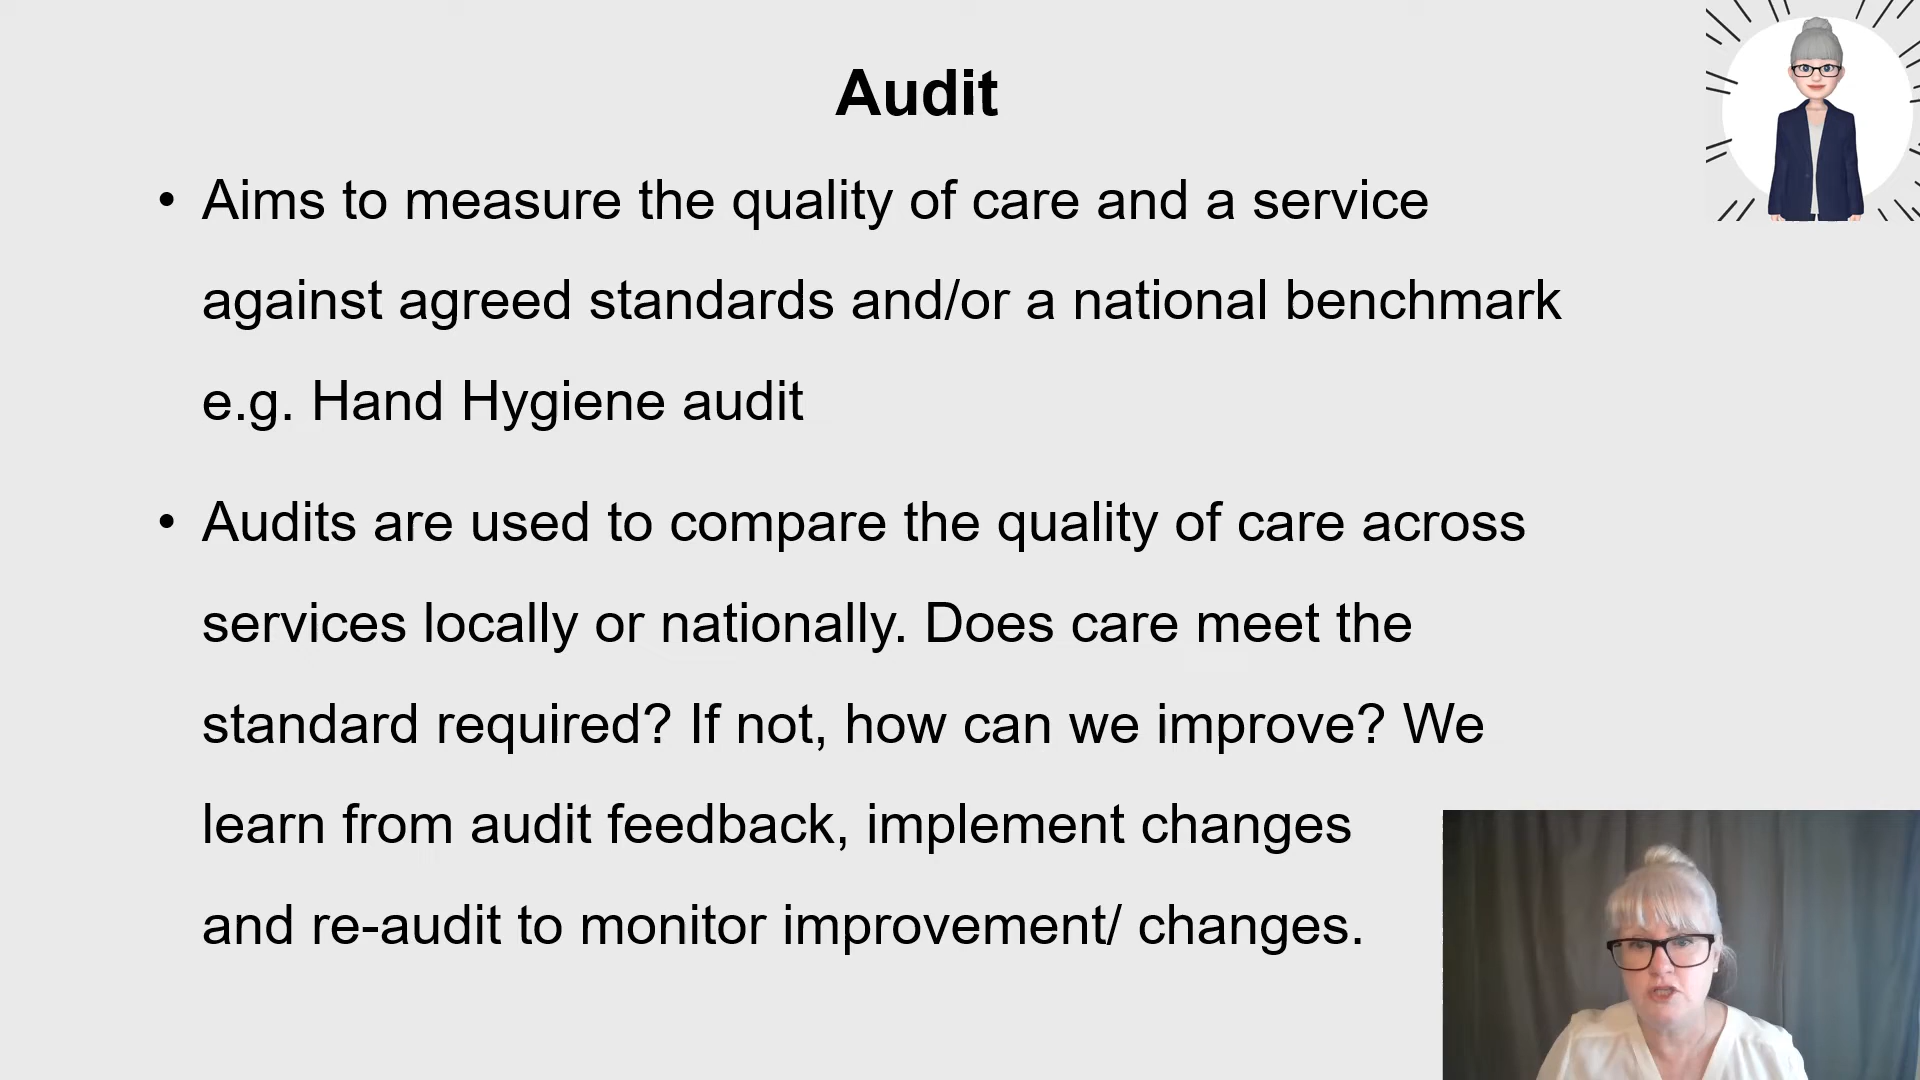 Audit
• Aims to measure the quality of care and a service
against agreed standards and/or a national benchmark
e.g. Hand Hygiene audit
• Audits are used to compare the quality of care across
services locally or nationally. Does care meet the
standard required? If not, how can we improve? We
learn from audit feedback, implement changes
and re-audit to monitor improvement/ changes.